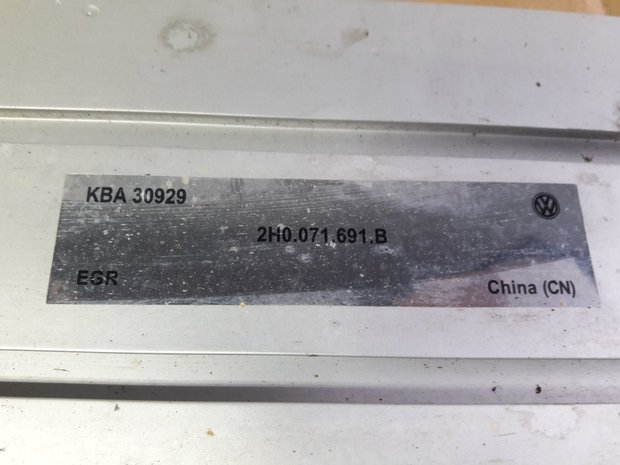 KBA 30929
2H0.071.691.B
EGR
China (CN)